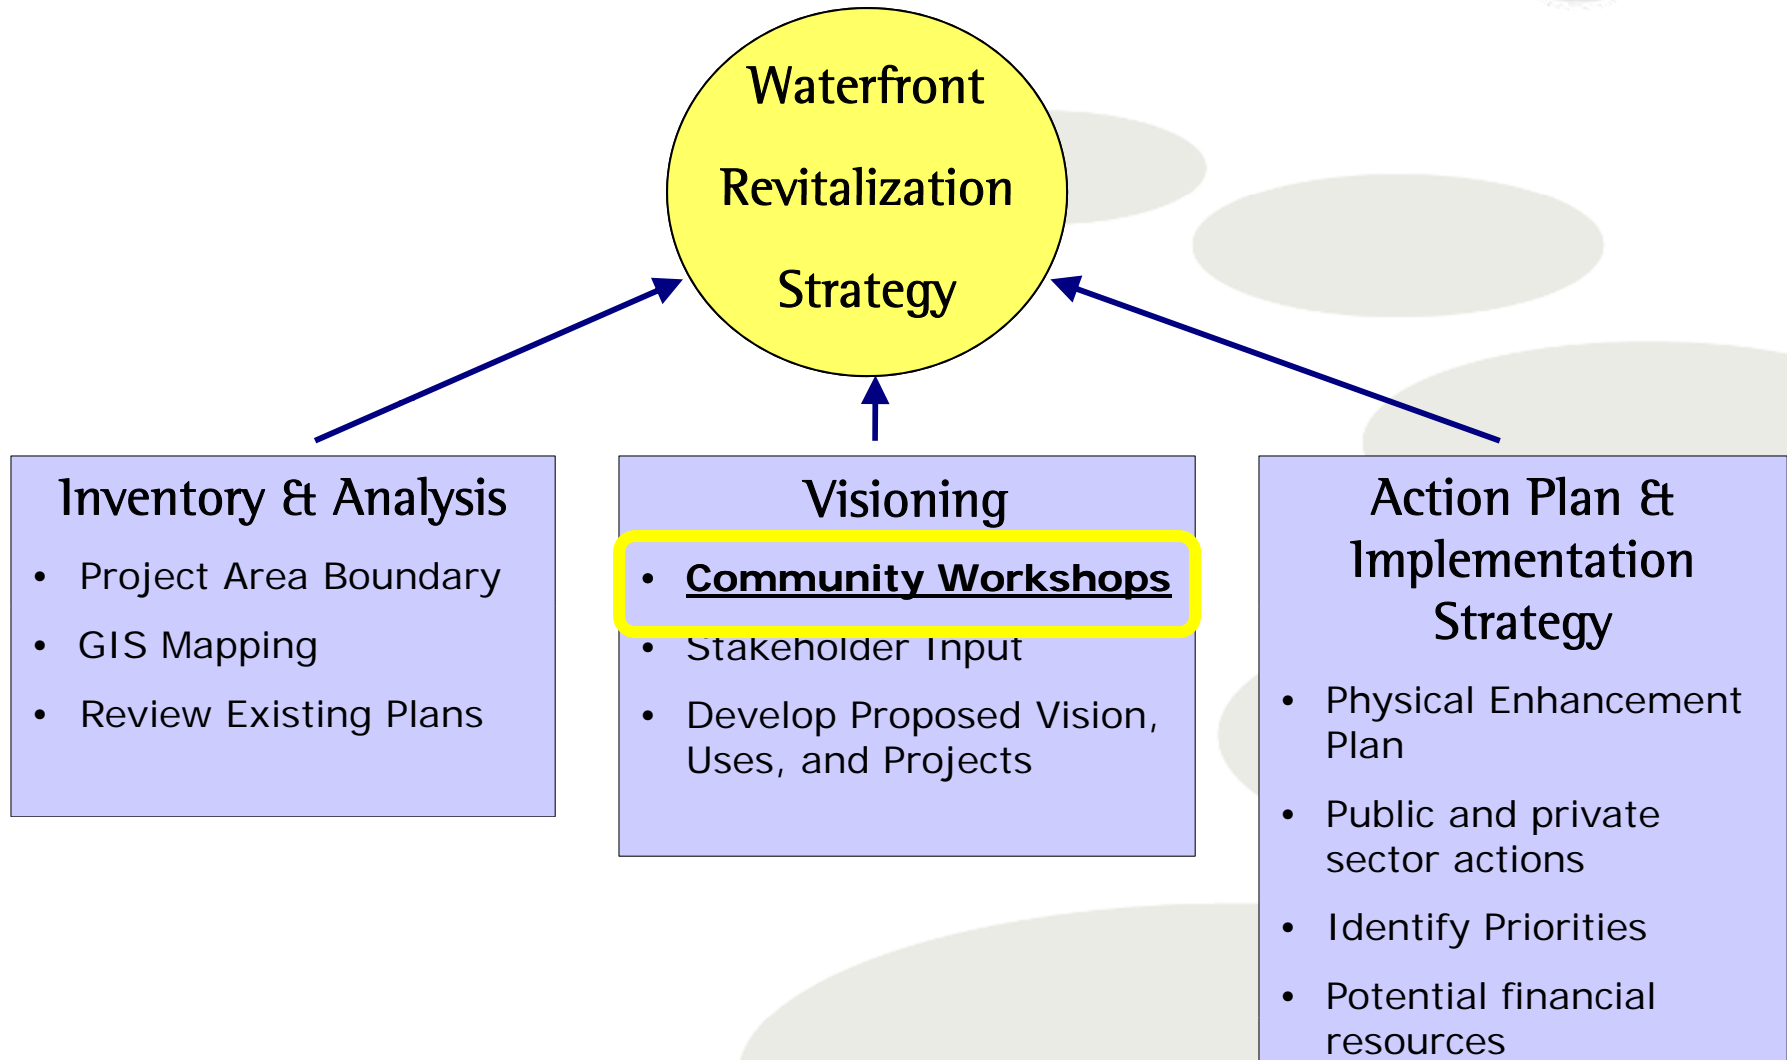 Waterfront
Revitalization
Strategy
Inventory & Analysis
• Project Area Boundary
• GIS Mapping
• Review Existing Plans
Visioning
• Community Workshops
• Stakeholder Input
• Develop Proposed Vision,
Uses, and Projects
Action Plan &
Implementation
Strategy
• Physical Enhancement
Plan
• Public and private
sector actions
• Identify Priorities
• Potential financial
resources